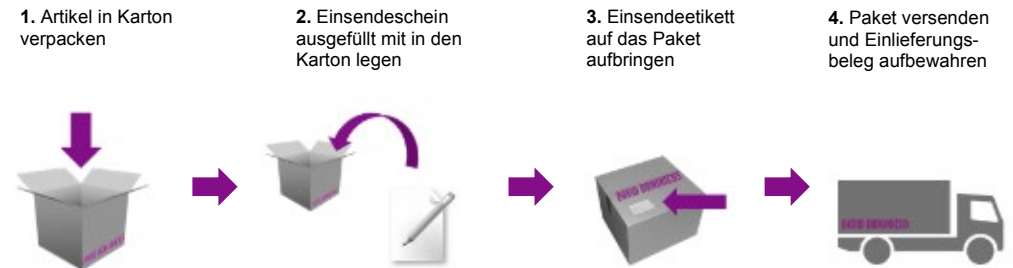 1. Artikel in Karton
verpacken
2. Einsendeschein
ausgefüllt mit in den
Karton legen
3. Einsendeetikett
auf das Paket
aufbringen
4. Paket versenden
und Einlieferungs-
beleg aufbewahren